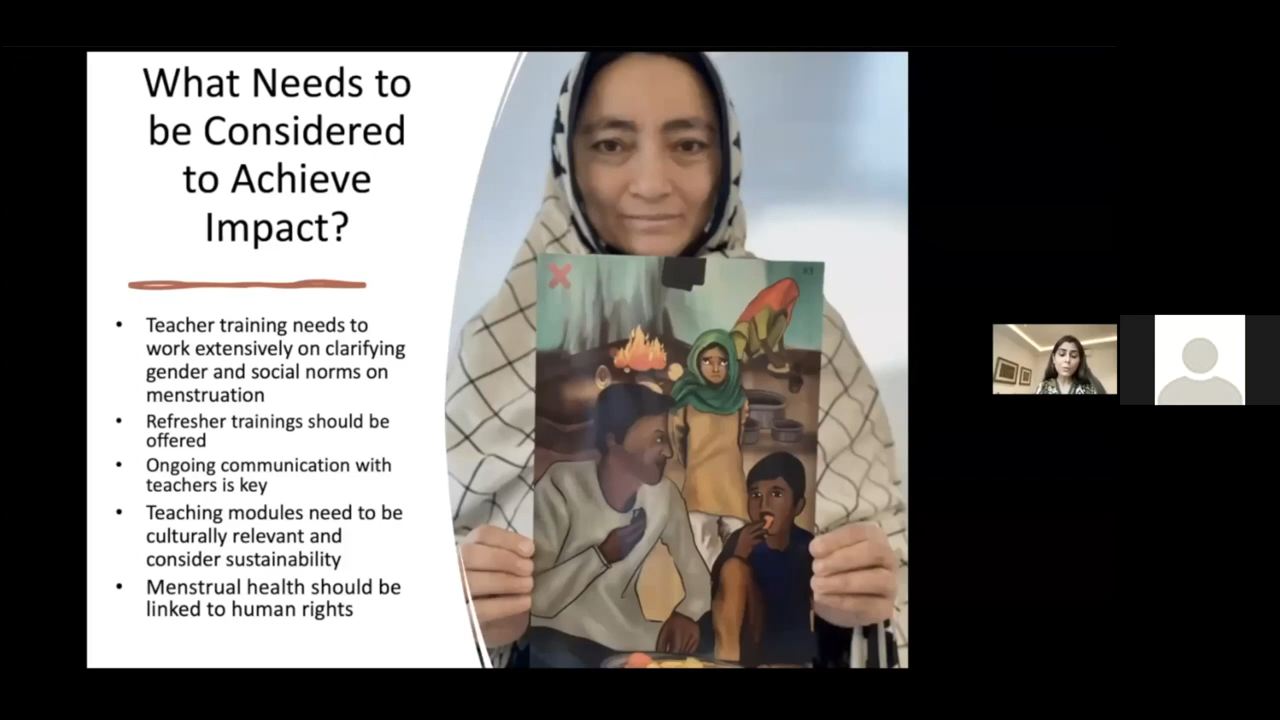 What Needs to
be Considered
to Achieve
Impact?
• Teacher training needs to
work extensively on clarifying
gender and social norms on
menstruation
• Refresher trainings should be
offered
• Ongoing communication with
teachers is key
• Teaching modules need to be
culturally relevant and
consider sustainability
• Menstrual health should be
linked to human rights